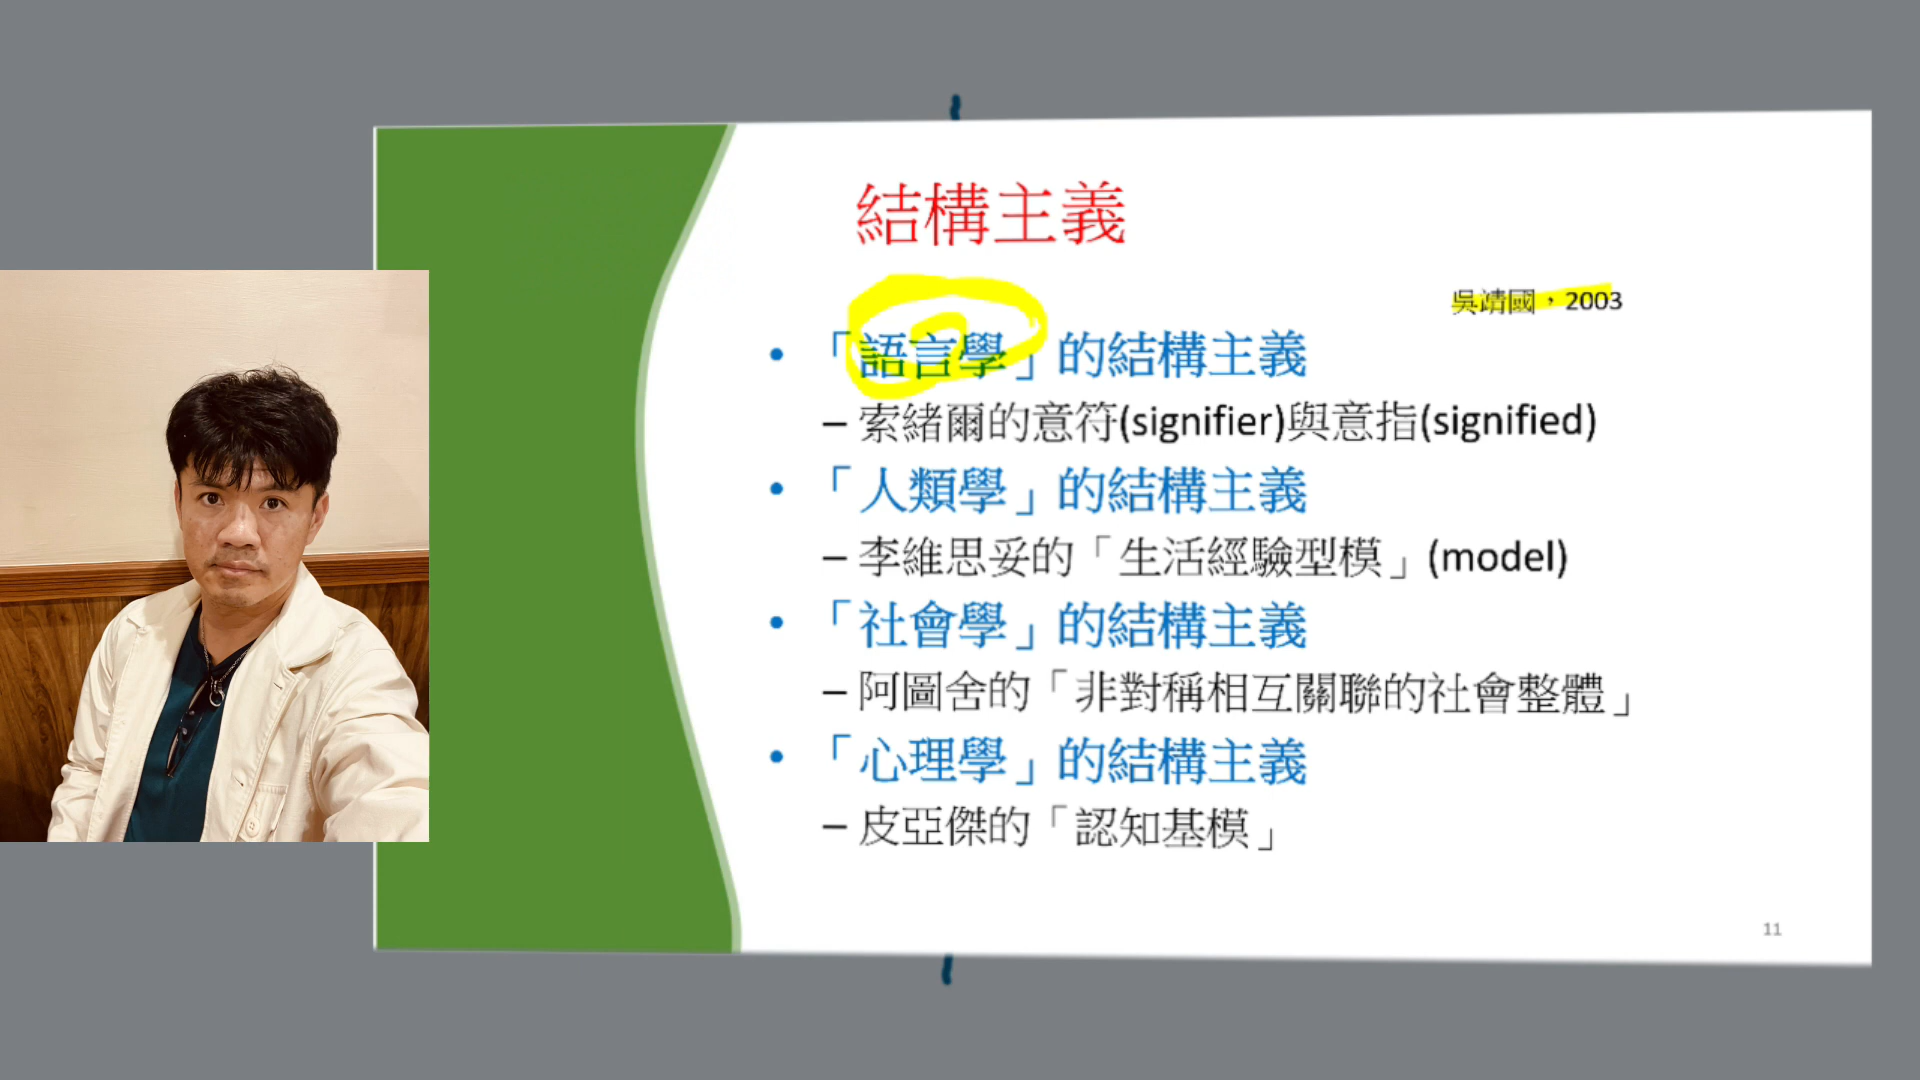 結構主義
吳靖國，2003
• 「語言學」的結構主義
– 索緒爾的意符(signifier)與意指(signified)
• 「人類學」的結構主義
– 李維思妥的「生活經驗型模」(model)
• 「社會學」的結構主義
– 阿圖舍的「非對稱相互關聯的社會整體」
• 「心理學」的結構主義
– 皮亞傑的「認知基模」
11